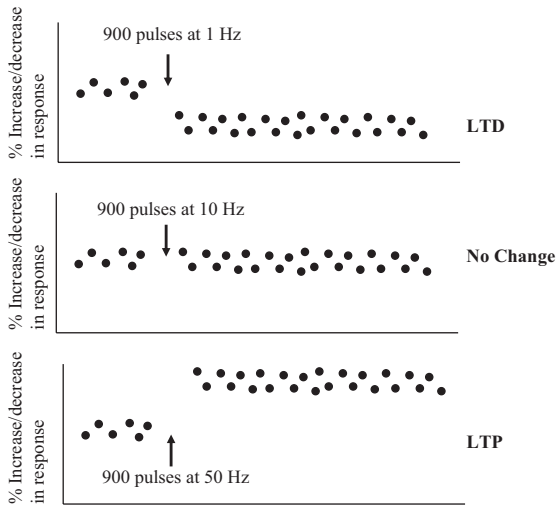 % Increase/decrease
in response
900 pulses at 1 Hz
LTD
% Increase/decrease
in response
900 pulses at 10 Hz
No Change
% Increase/decrease
in response
900 pulses at 50 Hz
LTP